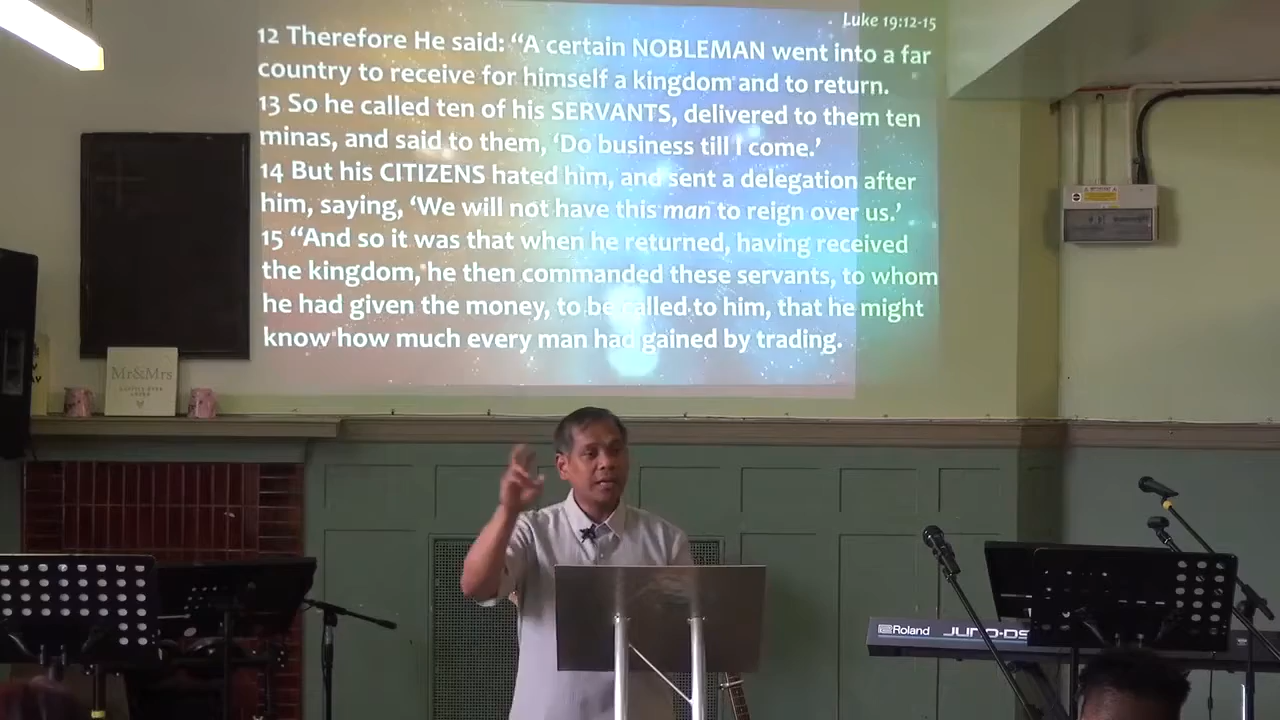 Luke 19:12-15
12 Therefore He said: “A certain NOBLEMAN went into a far
country to receive for himself a kingdom and to return.
13 So he called ten of his SERVANTS, delivered to them ten
minas, and said to them, ‘Do business till I come.’
14 But his CITIZENS hated him, and sent a delegation after
him, saying, ‘We will not have this man to reign over us.’
15 “And so it was that when he returned, having received
the kingdom, he then commanded these servants, to whom
he had given the money, to be called to him, that he might
know how much every man had gained by trading.
Mr&Mrs
Roland JUNO-DS